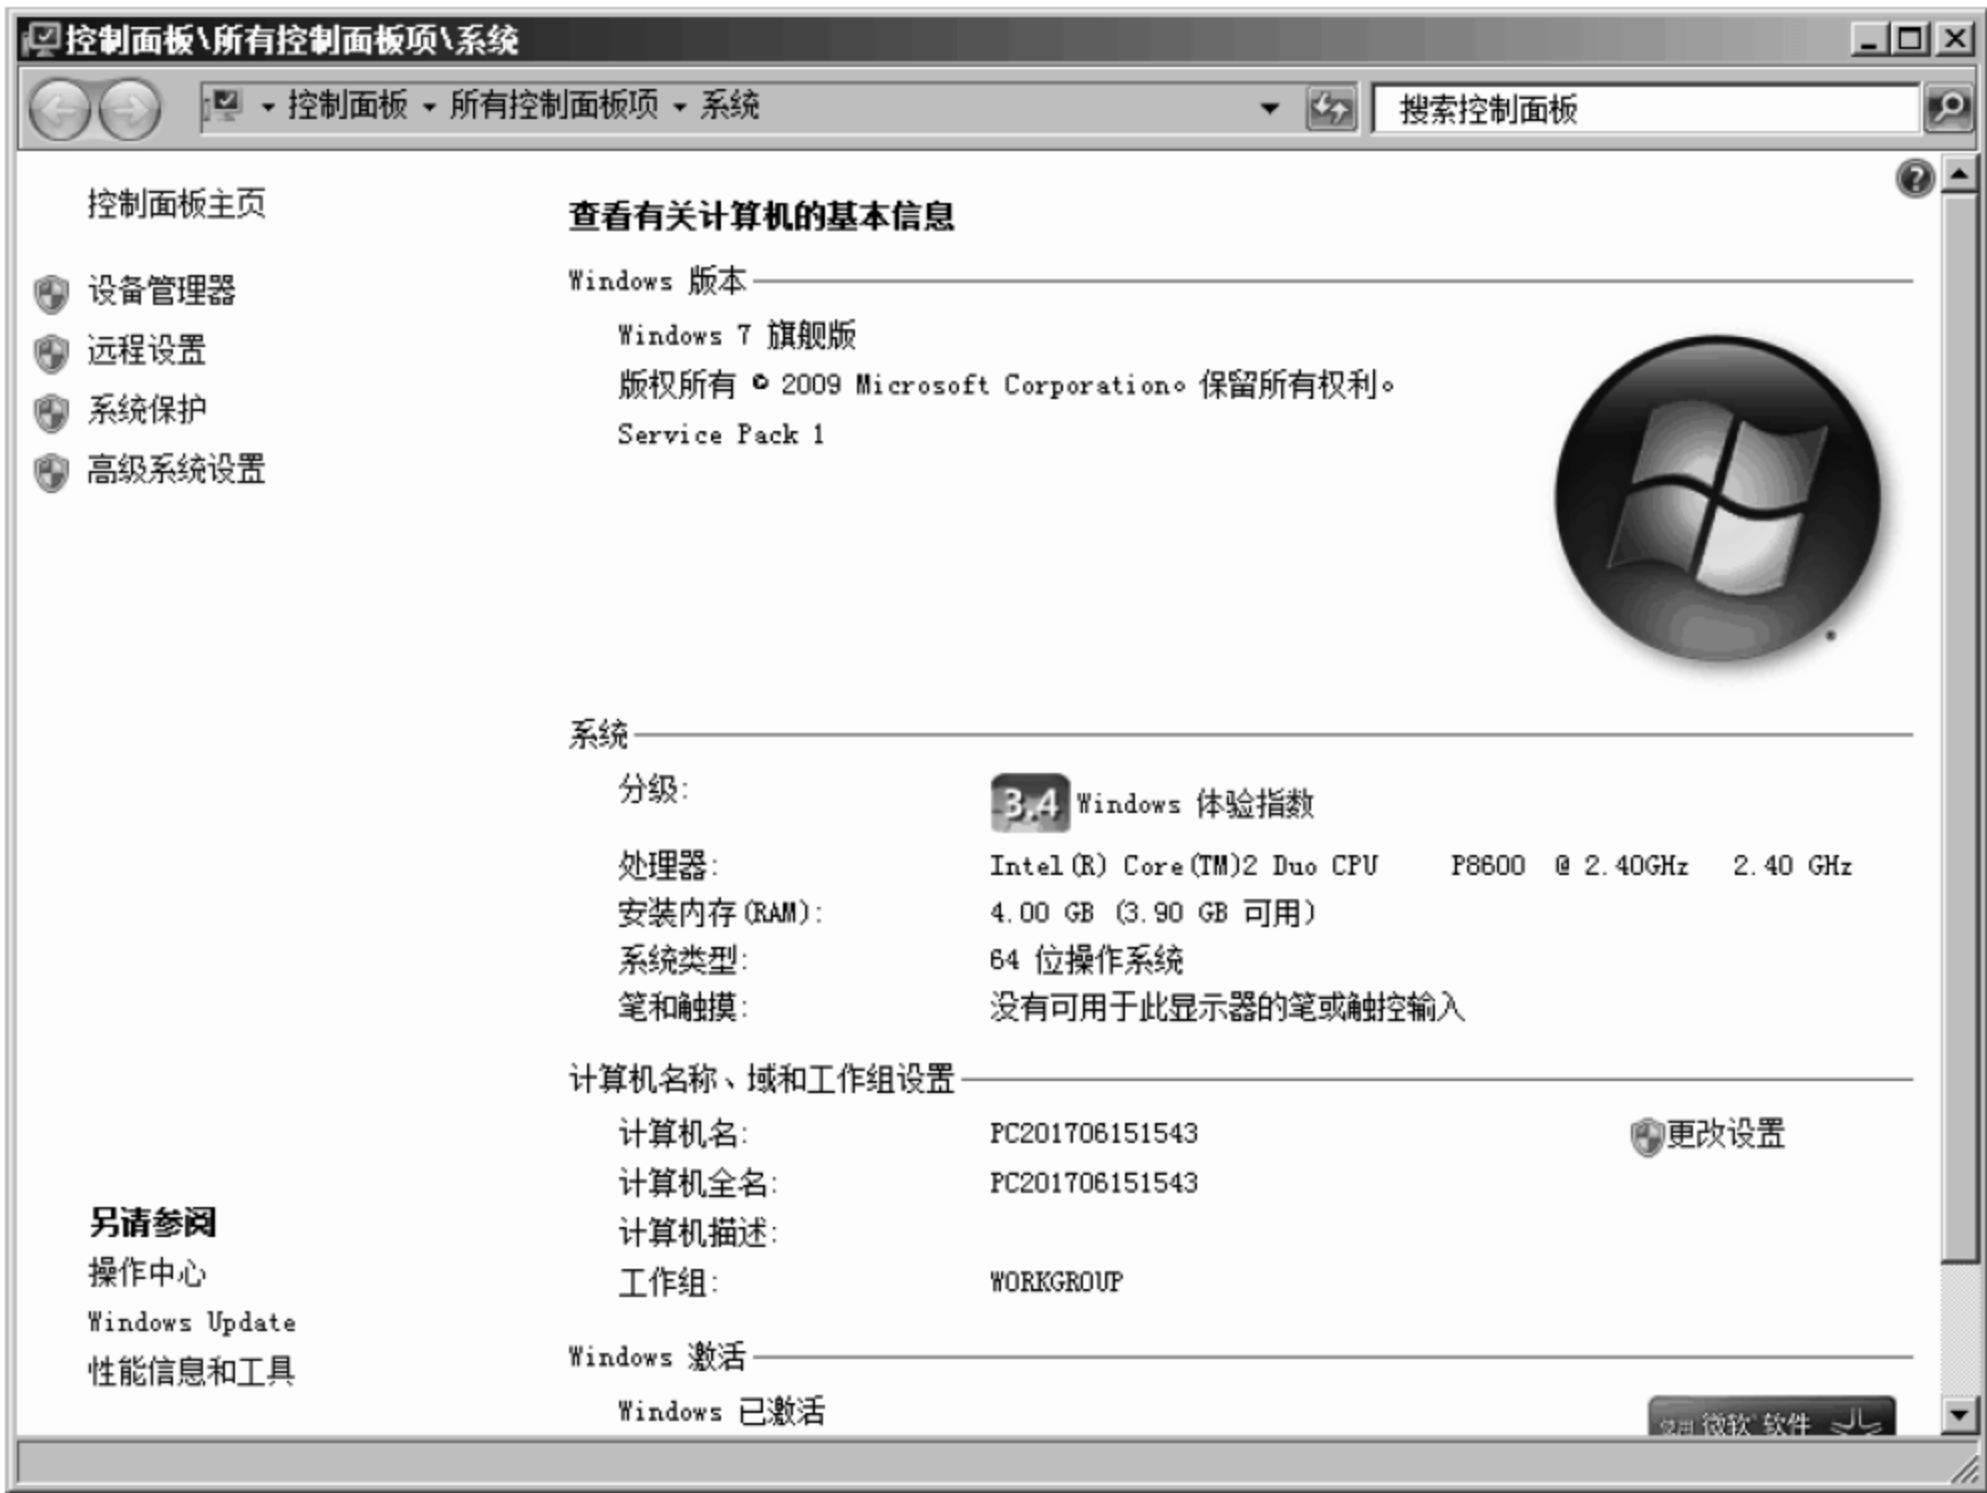 控制面板\所有控制面板项\系统
控制面板 所有控制面板项 系统
搜索控制面板
控制面板主页
设备管理器
远程设置
系统保护
高级系统设置
查看有关计算机的基本信息
Windows 版本
Windows 7 旗舰版
版权所有 © 2009 Microsoft Corporation。保留所有权利。
Service Pack 1
系统
分级: 3.4 Windows 体验指数
处理器: Intel(R) Core(TM)2 Duo CPU P8600 @ 2.40GHz 2.40 GHz
安装内存(RAM): 4.00 GB (3.90 GB 可用)
系统类型: 64 位操作系统
笔和触摸: 没有可用于此显示器的笔或触控输入
计算机名称、域和工作组设置
计算机名: PC201706151543 更改设置
计算机全名: PC201706151543
计算机描述:
工作组: WORKGROUP
另请参阅
操作中心
Windows Update
性能信息和工具
Windows 激活
Windows 已激活
使用 微软 软件